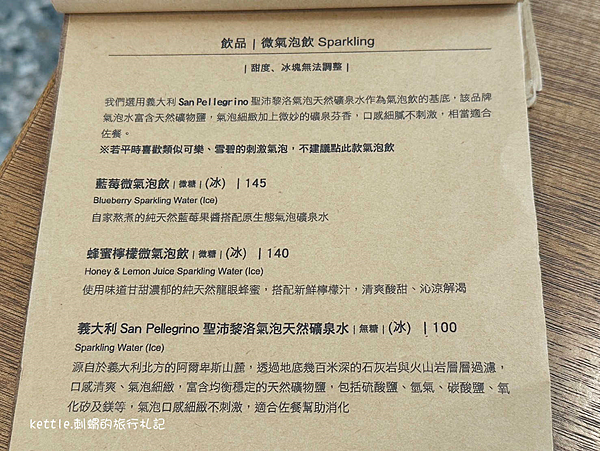 飲品 | 微氣泡飲 Sparkling
| 甜度、冰塊無法調整 |
我們選用義大利 San Pellegrino 聖沛黎洛氣泡天然礦泉水作為氣泡飲的基底，該品牌
氣泡水富含天然礦物鹽，氣泡細緻加上微妙的礦泉芬香，口感細膩不刺激，相當適合
佐餐。
※若平時喜歡類似可樂、雪碧的刺激氣泡，不建議點此款氣泡飲
藍莓微氣泡飲 | 微糖 | (冰) | 145
Blueberry Sparkling Water (Ice)
自家熬煮的純天然藍莓果醬搭配原生態氣泡礦泉水
蜂蜜檸檬微氣泡飲 | 微糖 | (冰) | 140
Honey & Lemon Juice Sparkling Water (Ice)
使用味道甘甜濃郁的純天然龍眼蜂蜜，搭配新鮮檸檬汁，清爽酸甜、沁涼解渴
義大利 San Pellegrino 聖沛黎洛氣泡天然礦泉水 | 無糖 | (冰) | 100
Sparkling Water (Ice)
源自於義大利北方的阿爾卑斯山麓，透過地底幾百米深的石灰岩與火山岩層層過濾，
口感清爽、氣泡細緻，富含均衡穩定的天然礦物鹽，包括硫酸鹽、氫氣、碳酸鹽、氧
化矽及鎂等，氣泡口感細緻不刺激，適合佐餐幫助消化
kettle.刺蝟的旅行札記